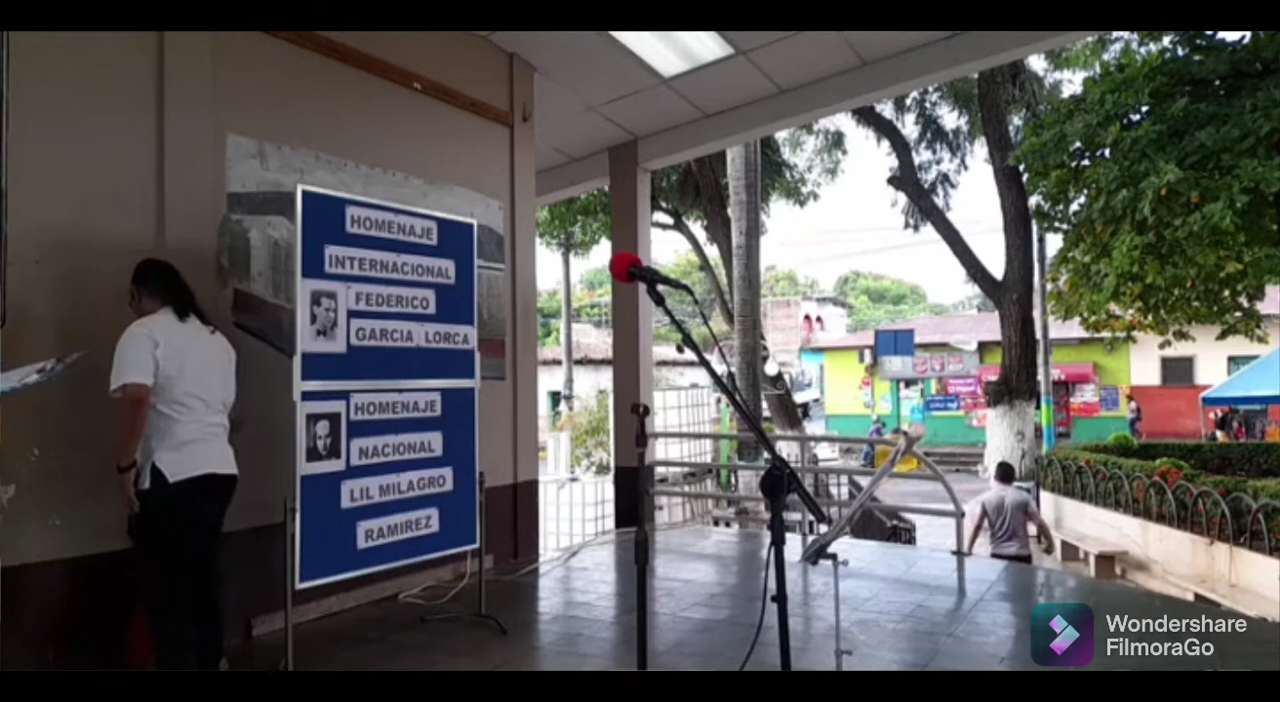 HOMENAJE
INTERNACIONAL
FEDERICO
GARCIA LORCA
HOMENAJE
NACIONAL
LIL MILAGRO
RAMIREZ
Wondershare
FilmoraGo